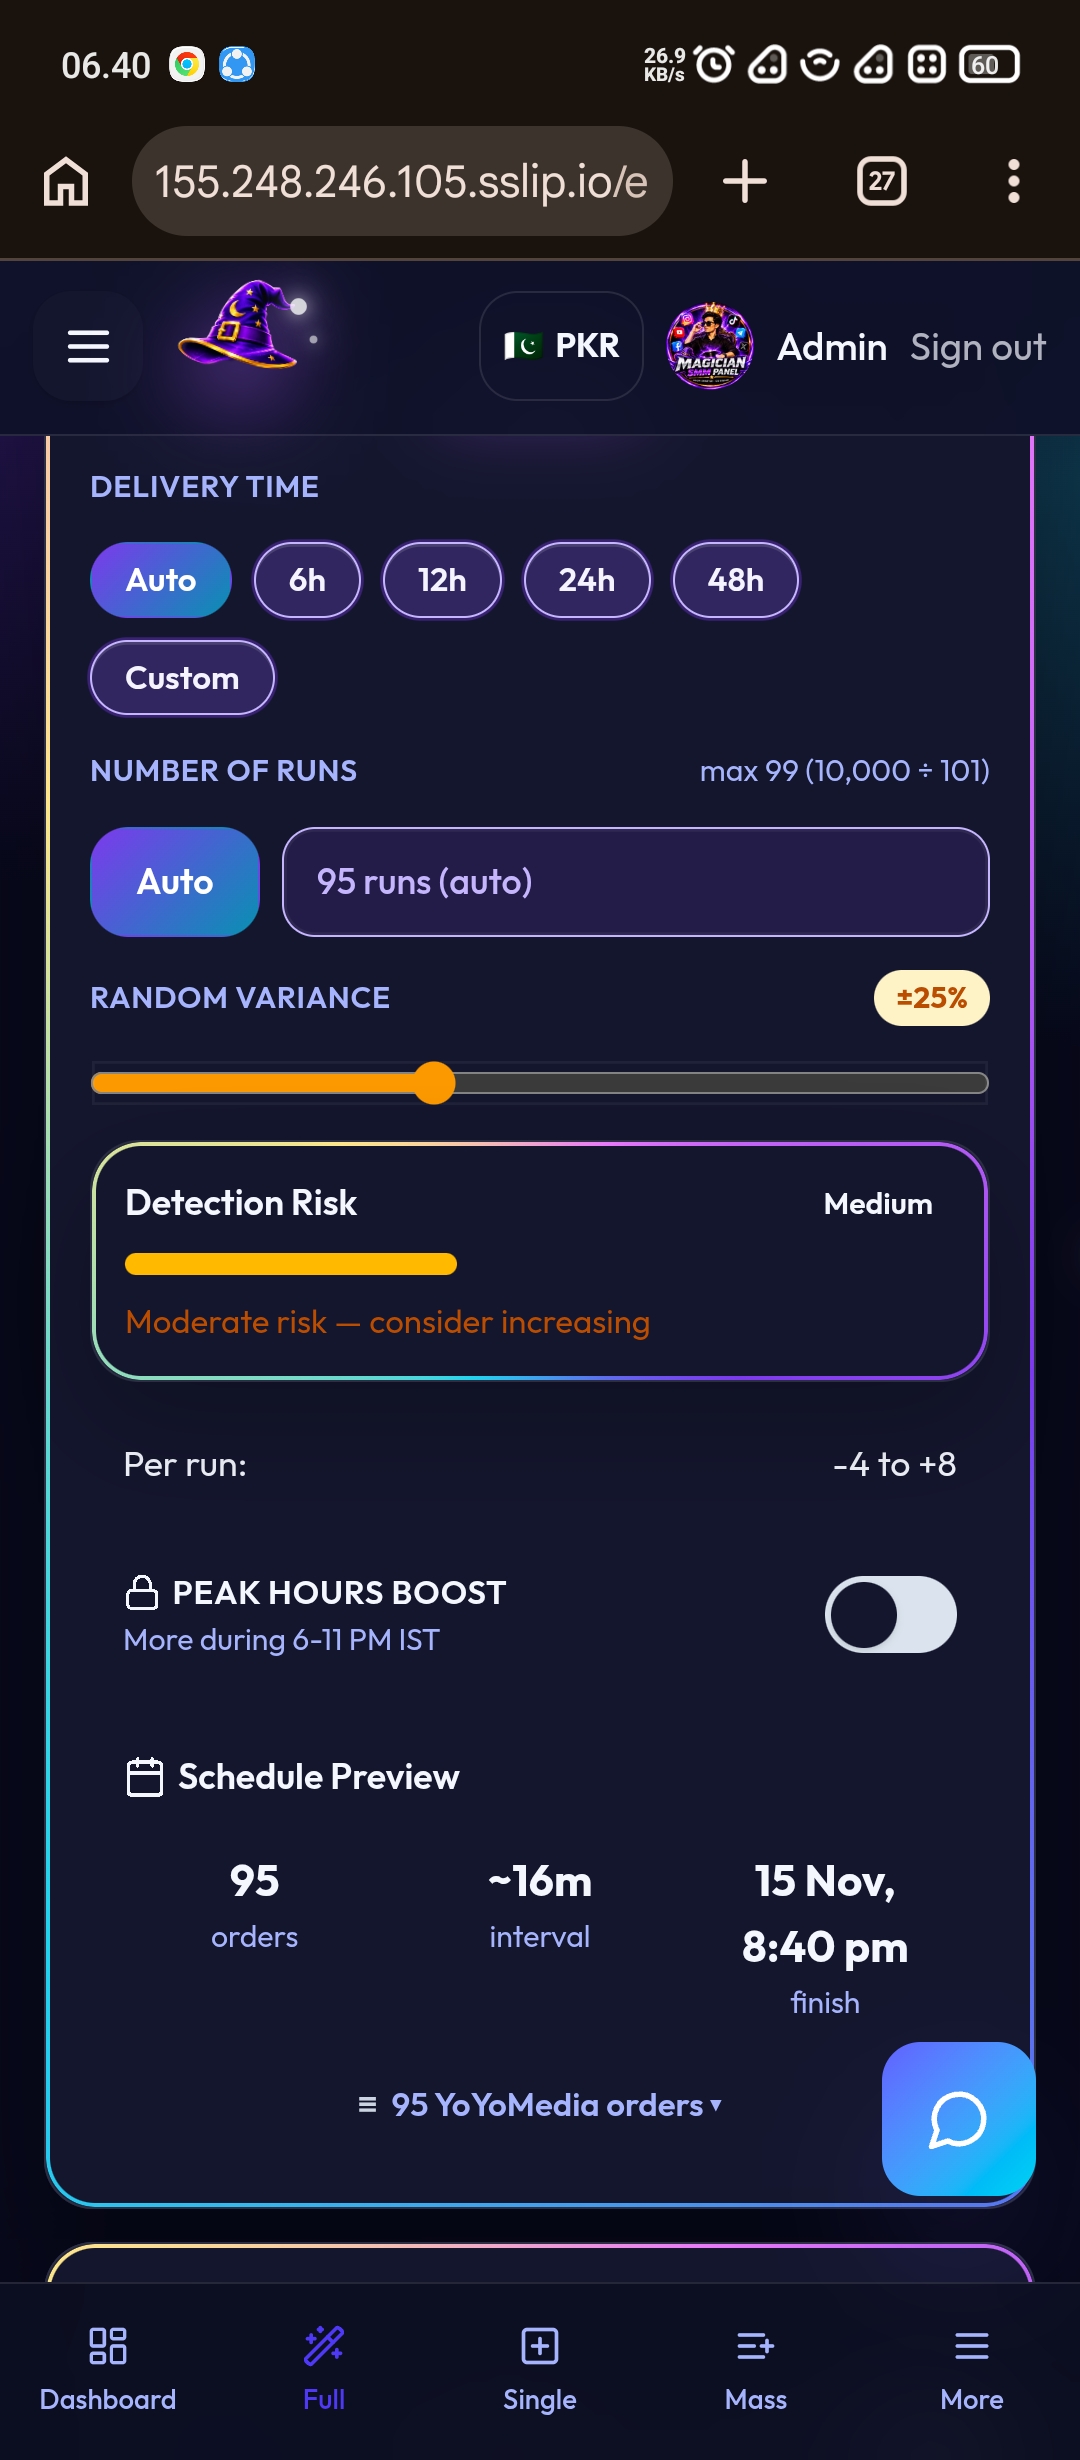 06.40
26.9
KB/s
60
155.248.246.105.sslip.io/e
27
PKR
MAGICIAN
SMM PANEL
Admin
Sign out
DELIVERY TIME
Auto 6h 12h 24h 48h
Custom
NUMBER OF RUNS max 99 (10,000 ÷ 101)
Auto 95 runs (auto)
RANDOM VARIANCE ±25%
Detection Risk Medium
Moderate risk — consider increasing
Per run: -4 to +8
PEAK HOURS BOOST
More during 6-11 PM IST
Schedule Preview
95 ~16m 15 Nov,
8:40 pm
orders interval
finish
≡ 95 YoYoMedia orders ▾
Dashboard Full Single Mass More